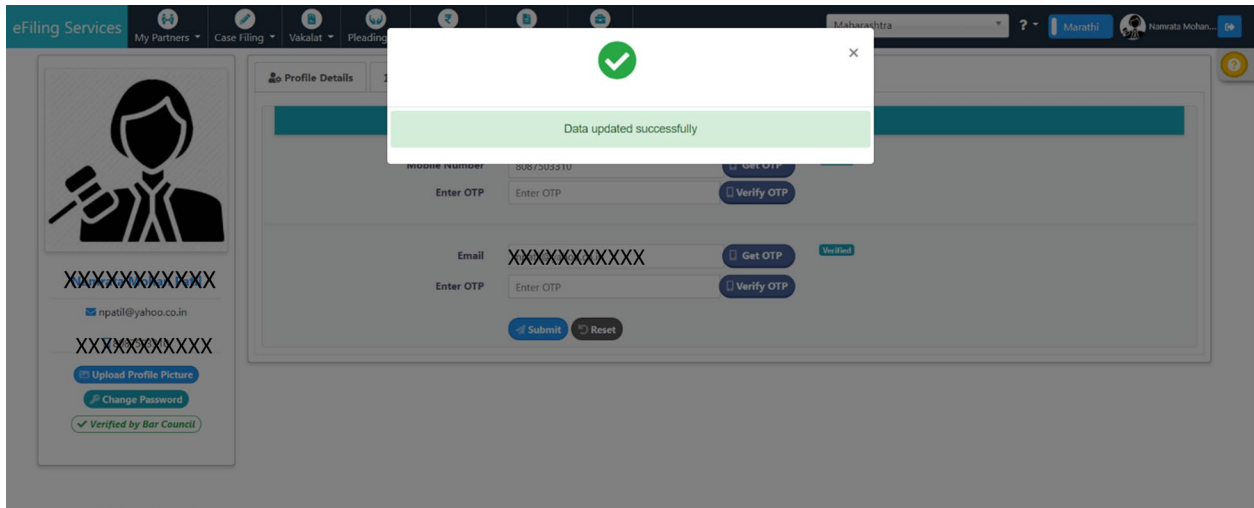 eFiling Services
My Partners
Case Filing
Vakalat
Pleading
Maharashtra
?
Marathi
Namrata Mohan...
×
Data updated successfully
Profile Details
Mobile Number 8087503310 Get OTP
Enter OTP Enter OTP Verify OTP
Email XXXXXXXXXXX Get OTP Verified
Enter OTP Enter OTP Verify OTP
Submit Reset
XXXXXXXXXXXX
npatil@yahoo.co.in
XXXXXXXXXXX
Upload Profile Picture
Change Password
Verified by Bar Council